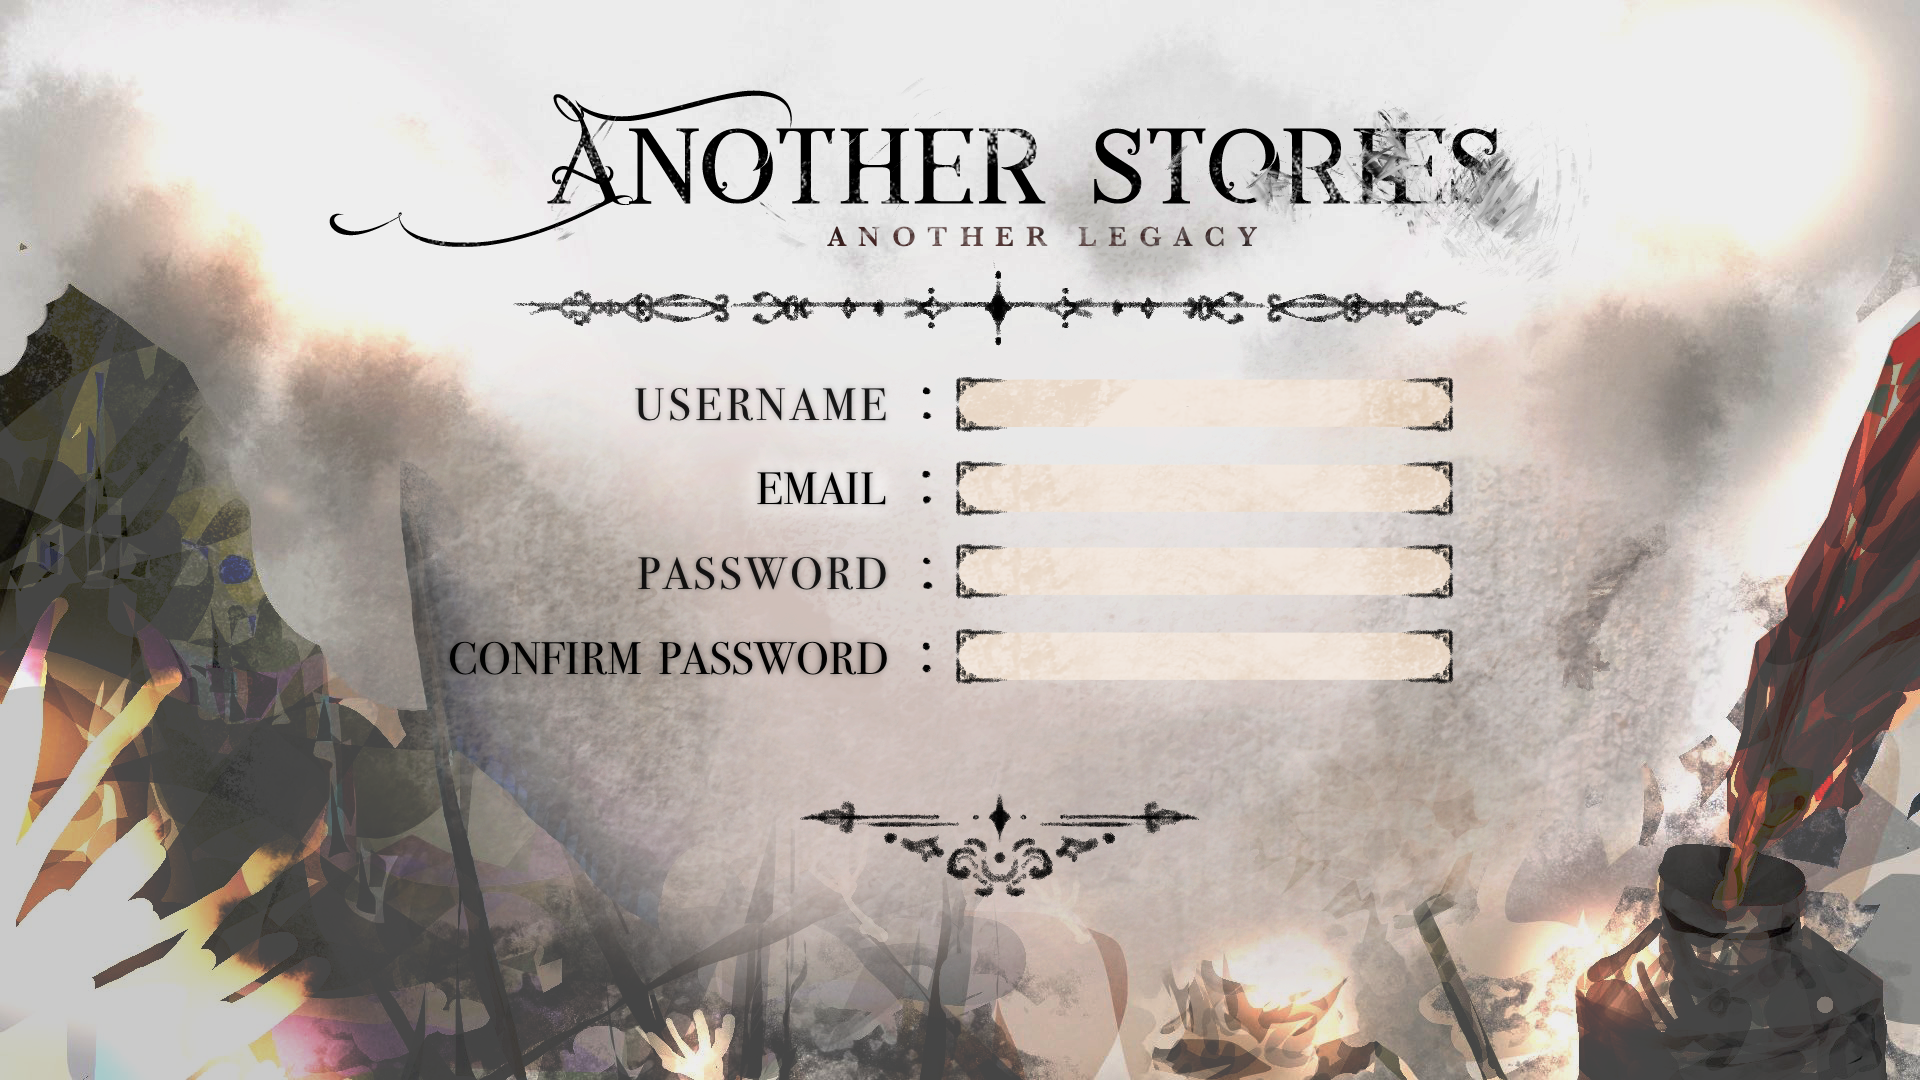 ANOTHER STORIES
ANOTHER LEGACY
USERNAME :
EMAIL :
PASSWORD :
CONFIRM PASSWORD :